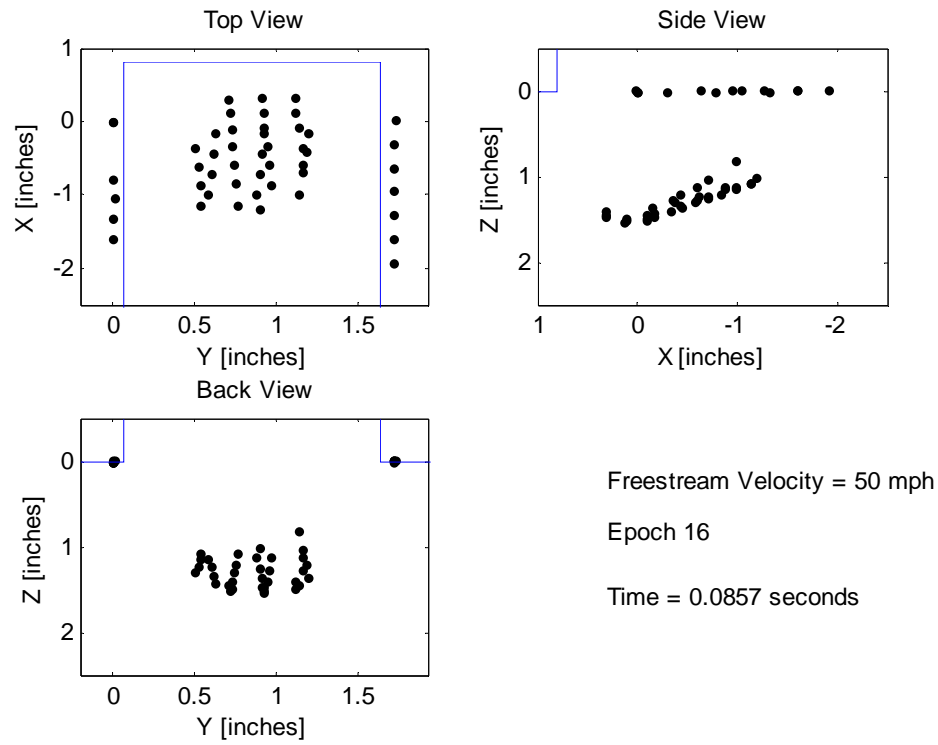 Top View
1
0
-1
-2
X [inches]
0
0.5
1
1.5
Y [inches]
Side View
0
1
2
Z [inches]
1
0
-1
-2
X [inches]
Back View
0
1
2
Z [inches]
0
0.5
1
1.5
Y [inches]
Freestream Velocity = 50 mph
Epoch 16
Time = 0.0857 seconds